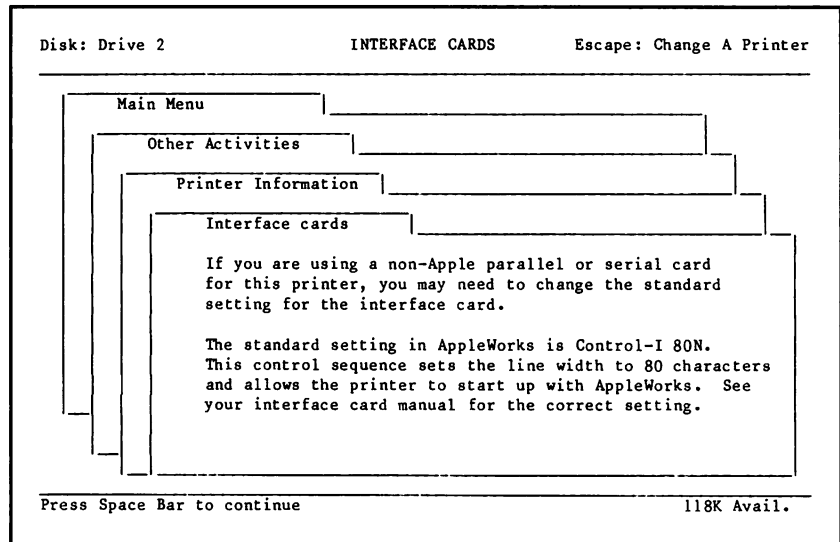 Disk: Drive 2 INTERFACE CARDS Escape: Change A Printer
Main Menu
Other Activities
Printer Information
Interface cards
If you are using a non-Apple parallel or serial card
for this printer, you may need to change the standard
setting for the interface card.
The standard setting in AppleWorks is Control-I 80N.
This control sequence sets the line width to 80 characters
and allows the printer to start up with AppleWorks. See
your interface card manual for the correct setting.
Press Space Bar to continue 118K Avail.